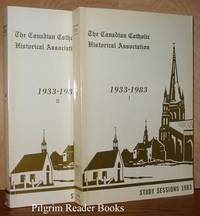 The Canadian Catholic
Historical Association
1933-198
II
The Canadian Catholic
Historical Association
1933-1983
I
STUDY SESSIONS 1983
Pilgrim Reader Books